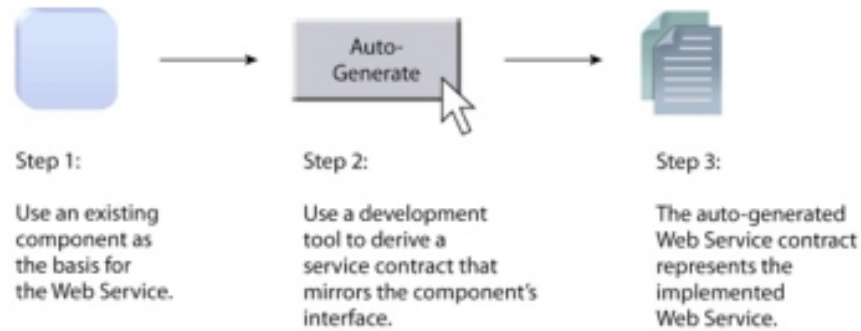 Auto-
Generate
Step 1:
Use an existing
component as
the basis for
the Web Service.
Step 2:
Use a development
tool to derive a
service contract that
mirrors the component's
interface.
Step 3:
The auto-generated
Web Service contract
represents the
implemented
Web Service.